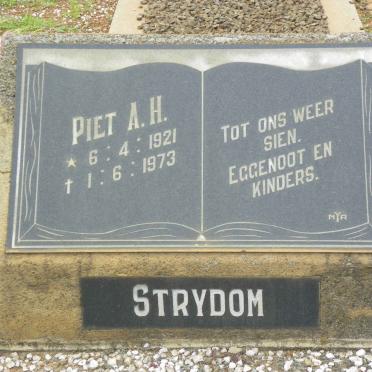 PIET A. H.
* 6 : 4 : 1921
† 1 : 6 : 1973
TOT ONS WEER
SIEN.
EGGENOOT EN
KINDERS.
STRYDOM